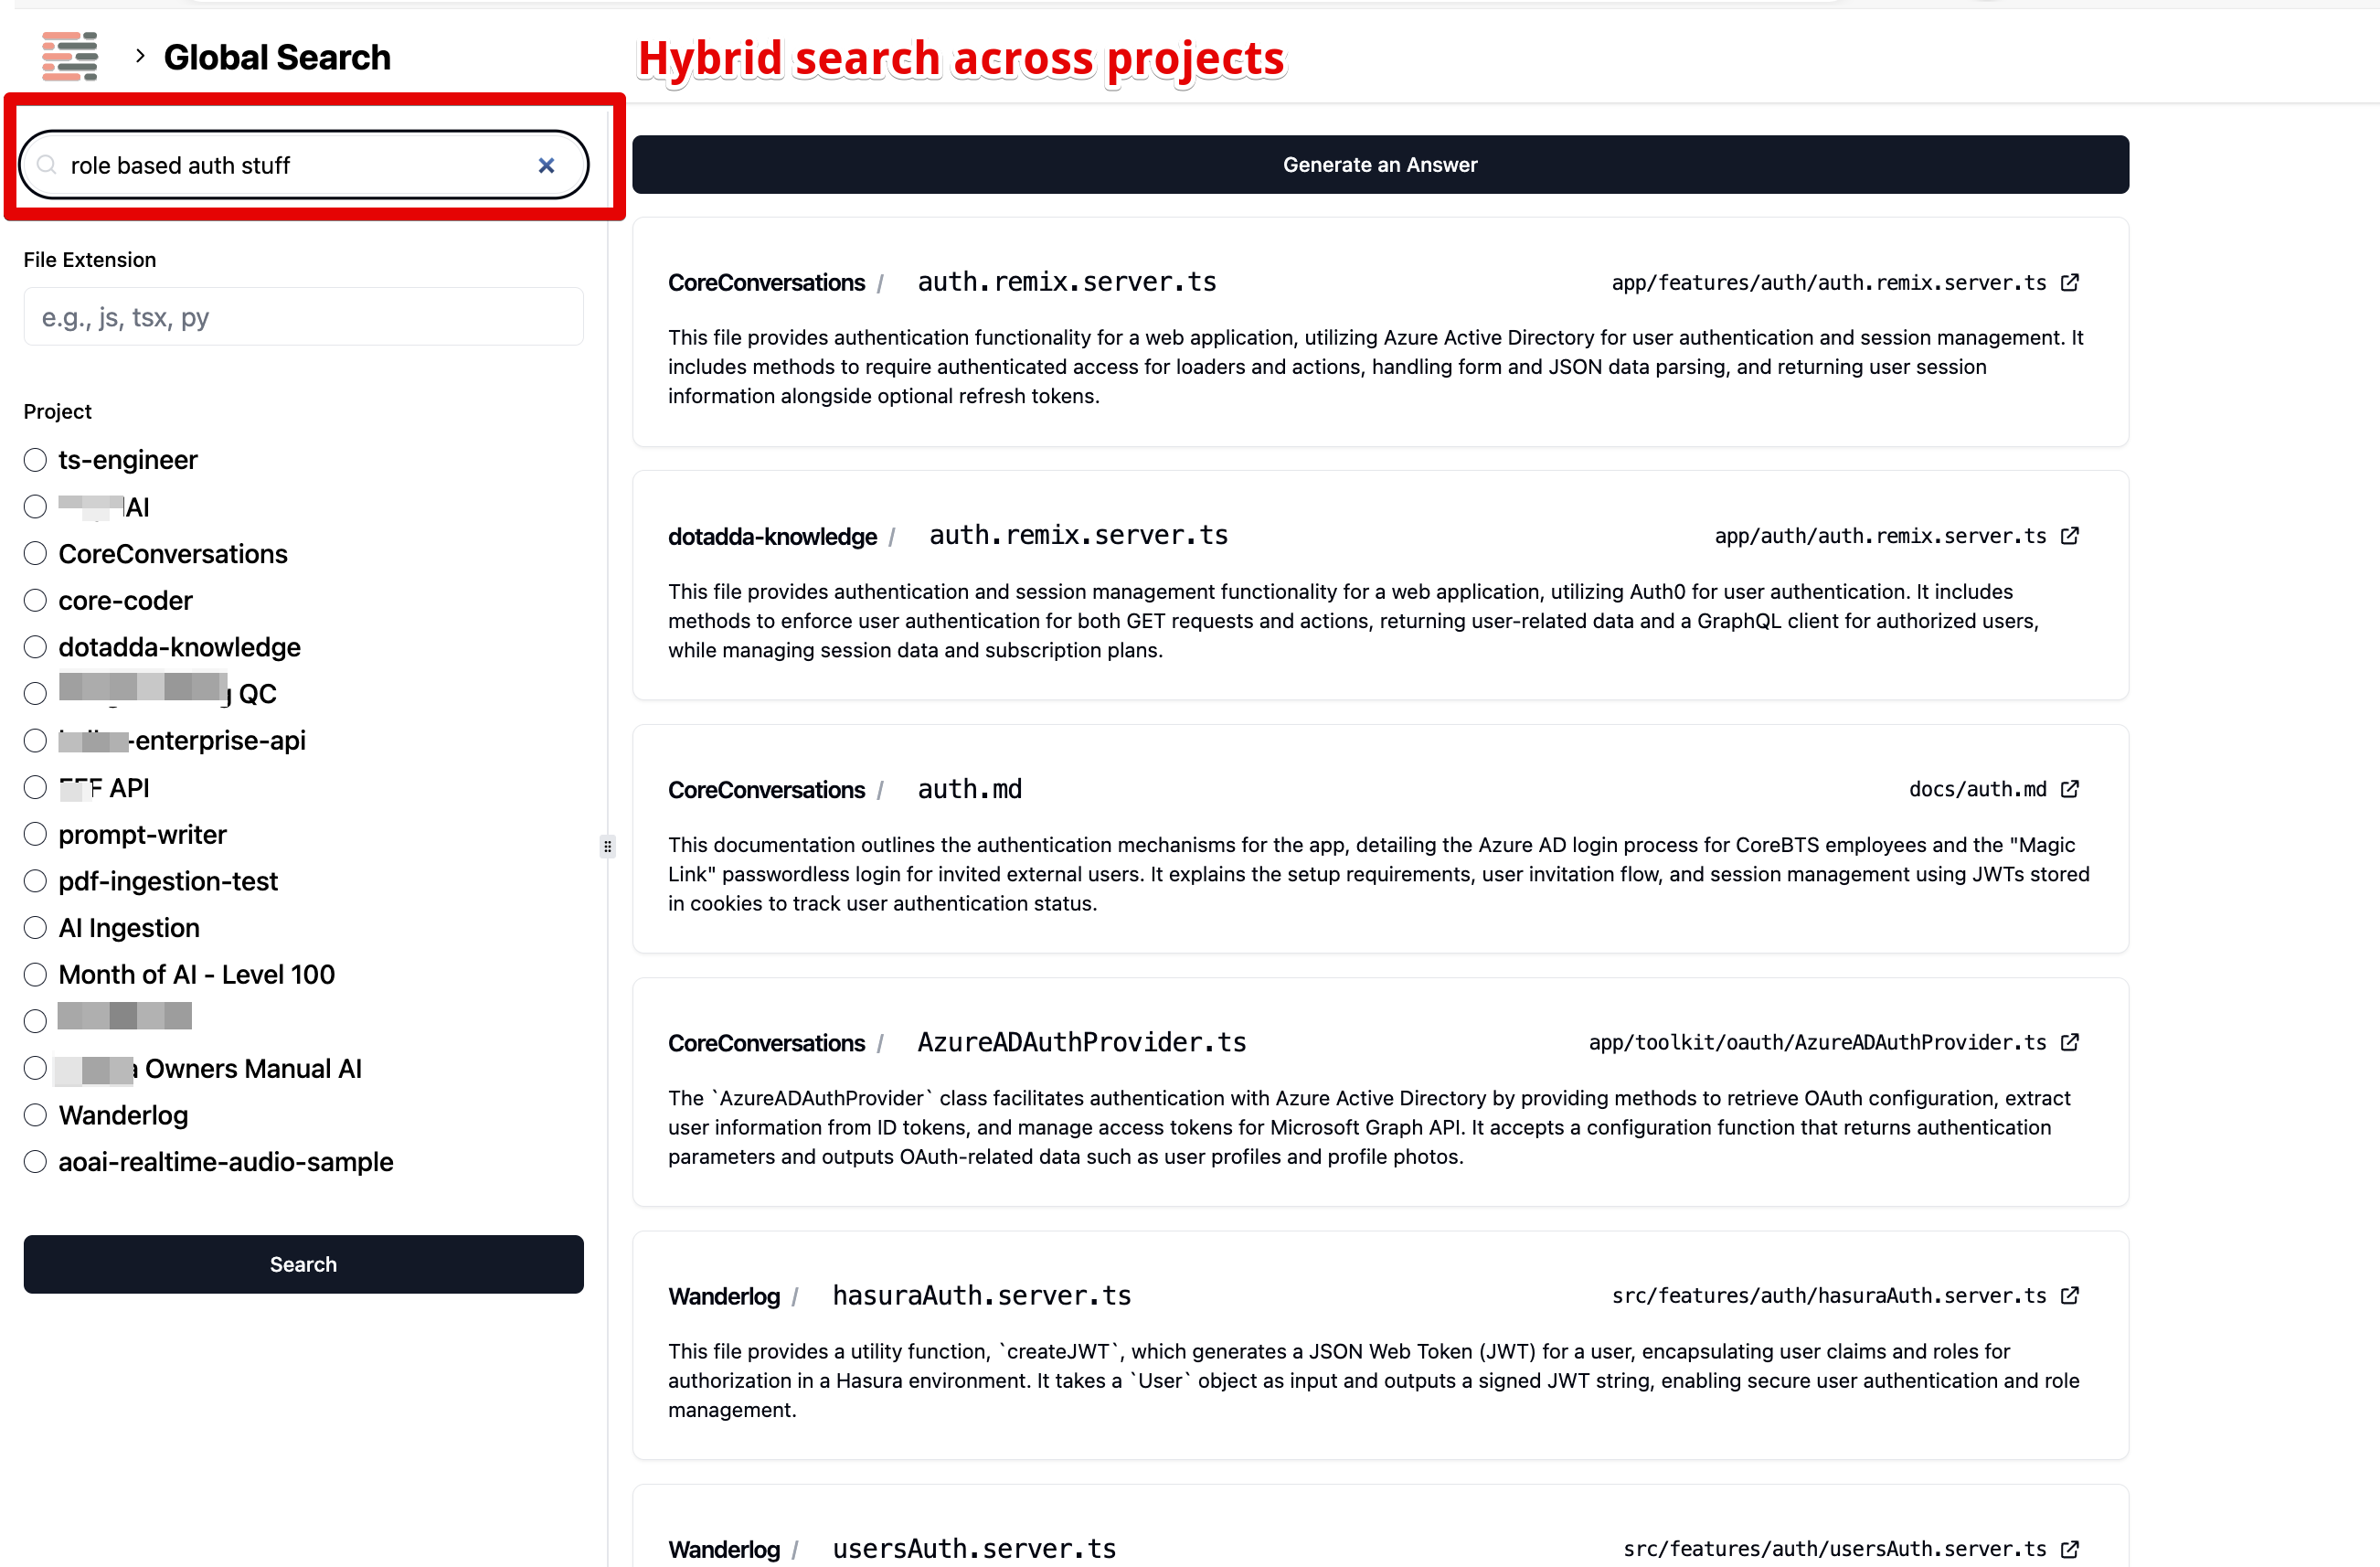 Global Search
Hybrid search across projects
role based auth stuff
File Extension
e.g., js, tsx, py
Project
ts-engineer
AI
CoreConversations
core-coder
dotadda-knowledge
QC
-enterprise-api
API
prompt-writer
pdf-ingestion-test
AI Ingestion
Month of AI - Level 100
Owners Manual AI
Wanderlog
aoai-realtime-audio-sample
Search
Generate an Answer
CoreConversations / auth.remix.server.ts app/features/auth/auth.remix.server.ts
This file provides authentication functionality for a web application, utilizing Azure Active Directory for user authentication and session management. It
includes methods to require authenticated access for loaders and actions, handling form and JSON data parsing, and returning user session
information alongside optional refresh tokens.
dotadda-knowledge / auth.remix.server.ts app/auth/auth.remix.server.ts
This file provides authentication and session management functionality for a web application, utilizing Auth0 for user authentication. It includes
methods to enforce user authentication for both GET requests and actions, returning user-related data and a GraphQL client for authorized users,
while managing session data and subscription plans.
CoreConversations / auth.md docs/auth.md
This documentation outlines the authentication mechanisms for the app, detailing the Azure AD login process for CoreBTS employees and the "Magic
Link" passwordless login for invited external users. It explains the setup requirements, user invitation flow, and session management using JWTs stored
in cookies to track user authentication status.
CoreConversations / AzureADAuthProvider.ts app/toolkit/oauth/AzureADAuthProvider.ts
The `AzureADAuthProvider` class facilitates authentication with Azure Active Directory by providing methods to retrieve OAuth configuration, extract
user information from ID tokens, and manage access tokens for Microsoft Graph API. It accepts a configuration function that returns authentication
parameters and outputs OAuth-related data such as user profiles and profile photos.
Wanderlog / hasuraAuth.server.ts src/features/auth/hasuraAuth.server.ts
This file provides a utility function, `createJWT`, which generates a JSON Web Token (JWT) for a user, encapsulating user claims and roles for
authorization in a Hasura environment. It takes a `User` object as input and outputs a signed JWT string, enabling secure user authentication and role
management.
Wanderlog / usersAuth.server.ts src/features/auth/usersAuth.server.ts